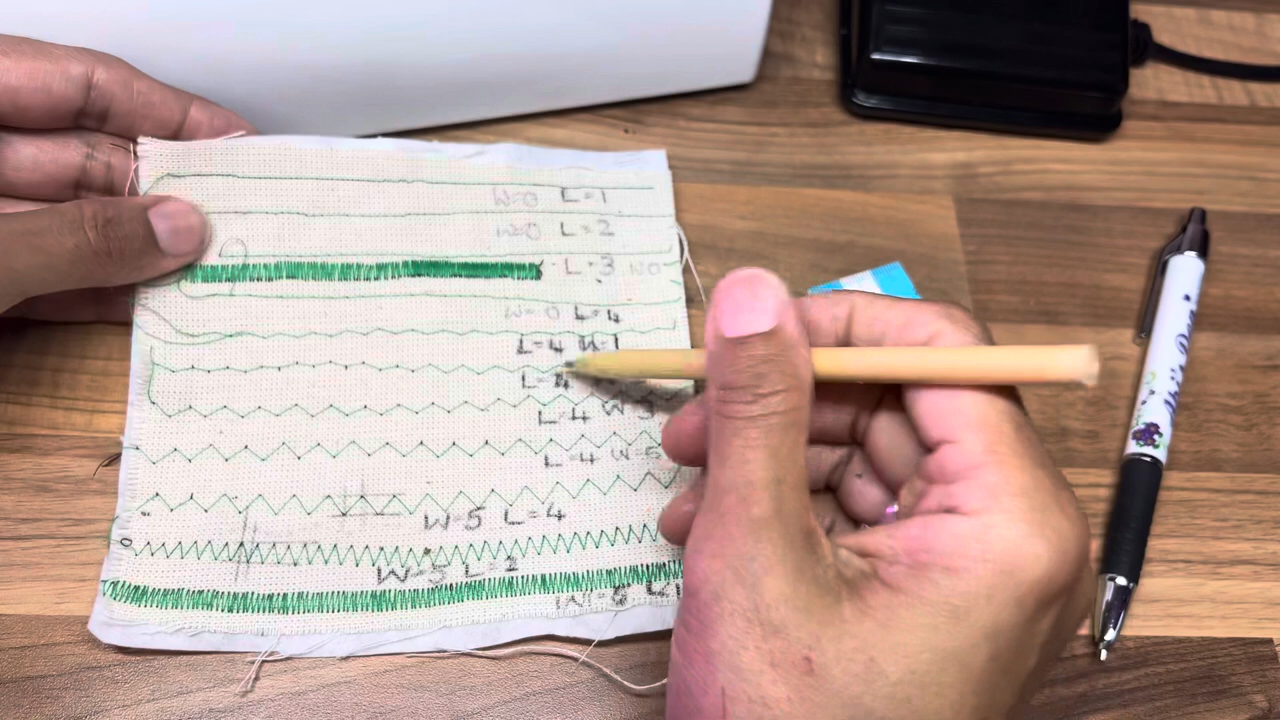 W=0 L=1
W=0 L=2
L=3 NO
W=0 L=4
L=4 W=1
L=4
L=4 W=3
L=4 W=5
W=5 L=4
W=5 L=2